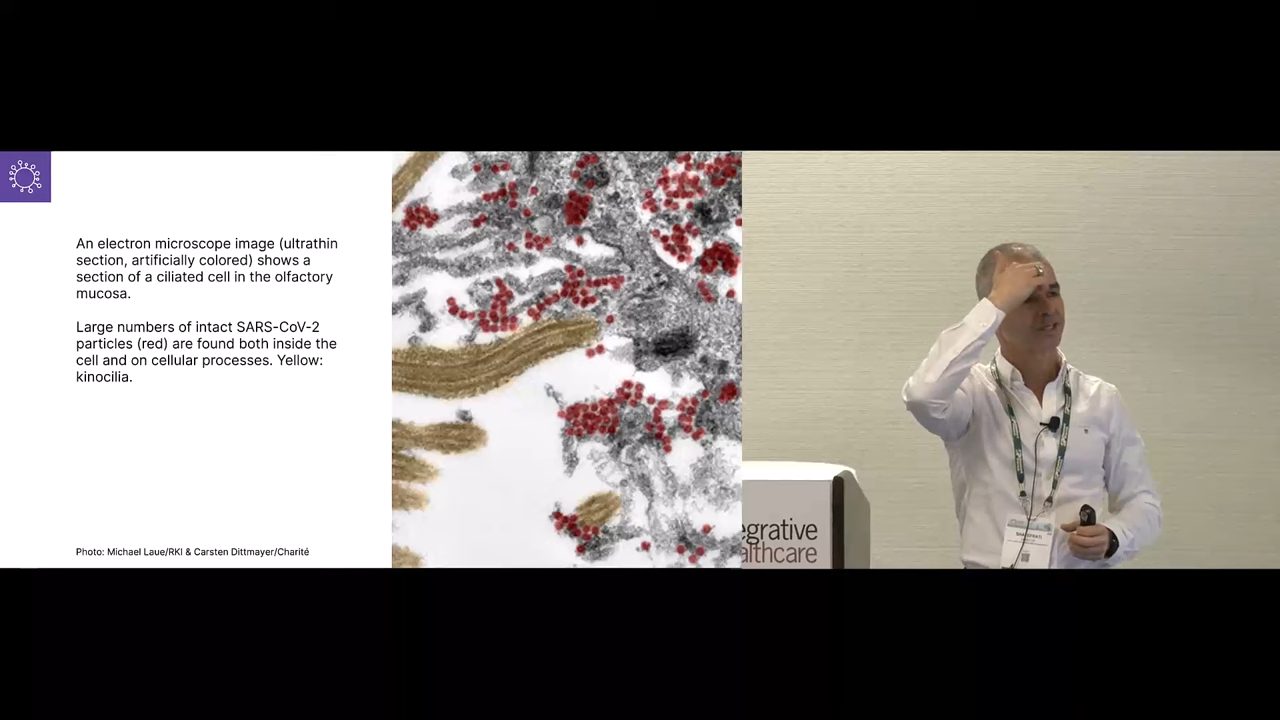 An electron microscope image (ultrathin
section, artificially colored) shows a
section of a ciliated cell in the olfactory
mucosa.
Large numbers of intact SARS-CoV-2
particles (red) are found both inside the
cell and on cellular processes. Yellow:
kinocilia.
Photo: Michael Laue/RKI & Carsten Dittmayer/Charité
egrative
althcare